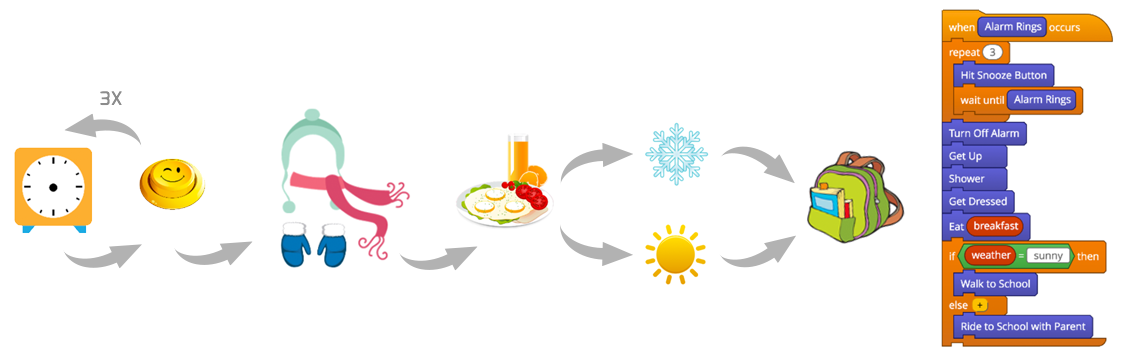 3X
when Alarm Rings occurs
repeat 3
Hit Snooze Button
wait until Alarm Rings
Turn Off Alarm
Get Up
Shower
Get Dressed
Eat breakfast
if weather = sunny then
Walk to School
else +
Ride to School with Parent